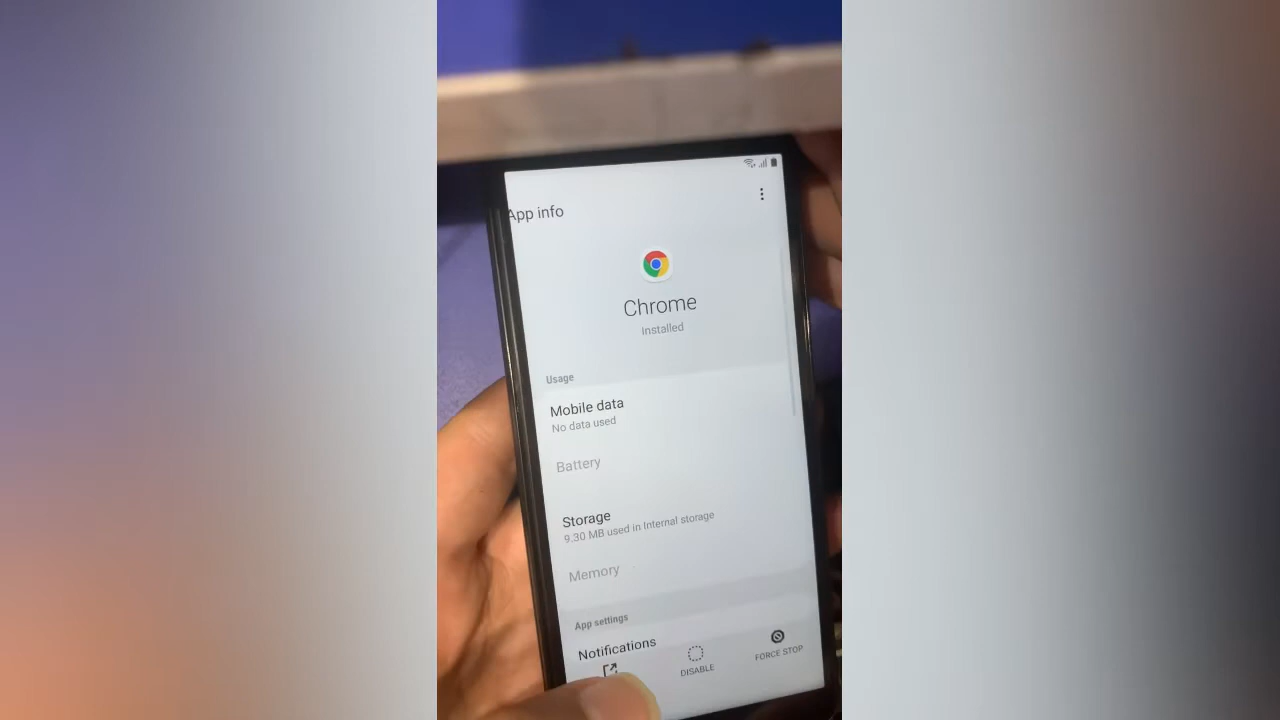 App info
Chrome
Installed
Usage
Mobile data
No data used
Battery
Storage
9.30 MB used in Internal storage
Memory
App settings
Notifications
DISABLE
FORCE STOP